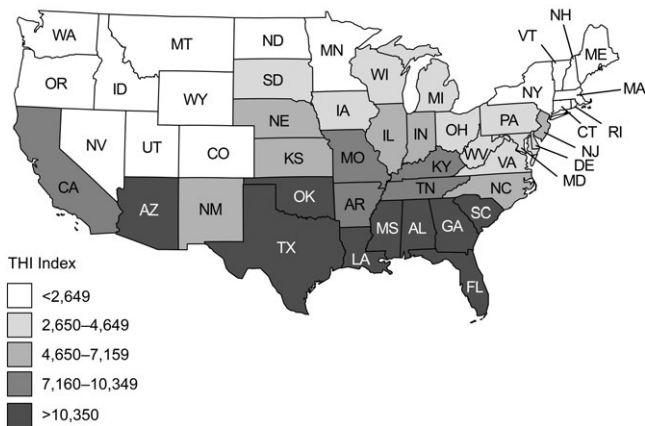 NH
WA
MT
ND
MN
VT
ME
OR
ID
SD
WI
NY
MA
WY
MI
IA
PA
NE
CT
RI
NV
UT
IL
IN
OH
NJ
CO
WV
DE
KS
MO
KY
VA
MD
CA
TN
NC
OK
AZ
NM
AR
SC
MS
AL
GA
TX
LA
FL
THI Index
<2,649
2,650–4,649
4,650–7,159
7,160–10,349
>10,350